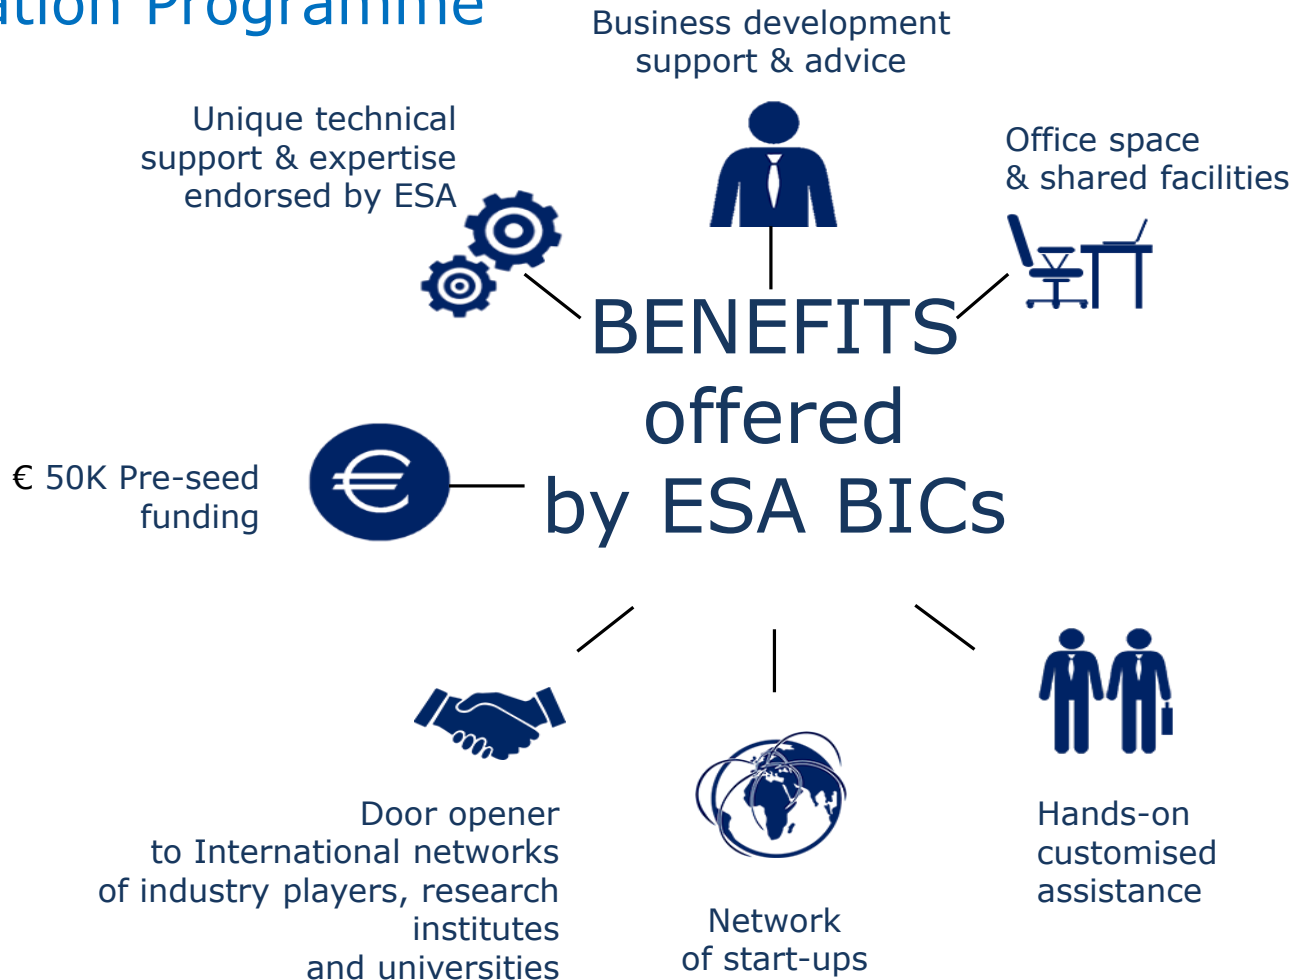 Programme
Business development
support & advice
Unique technical
support & expertise
endorsed by ESA
Office space
& shared facilities
BENEFITS
offered
by ESA BICs
€ 50K Pre-seed
funding
€
Door opener
to International networks
of industry players, research
institutes
and universities
Network
of start-ups
Hands-on
customised
assistance